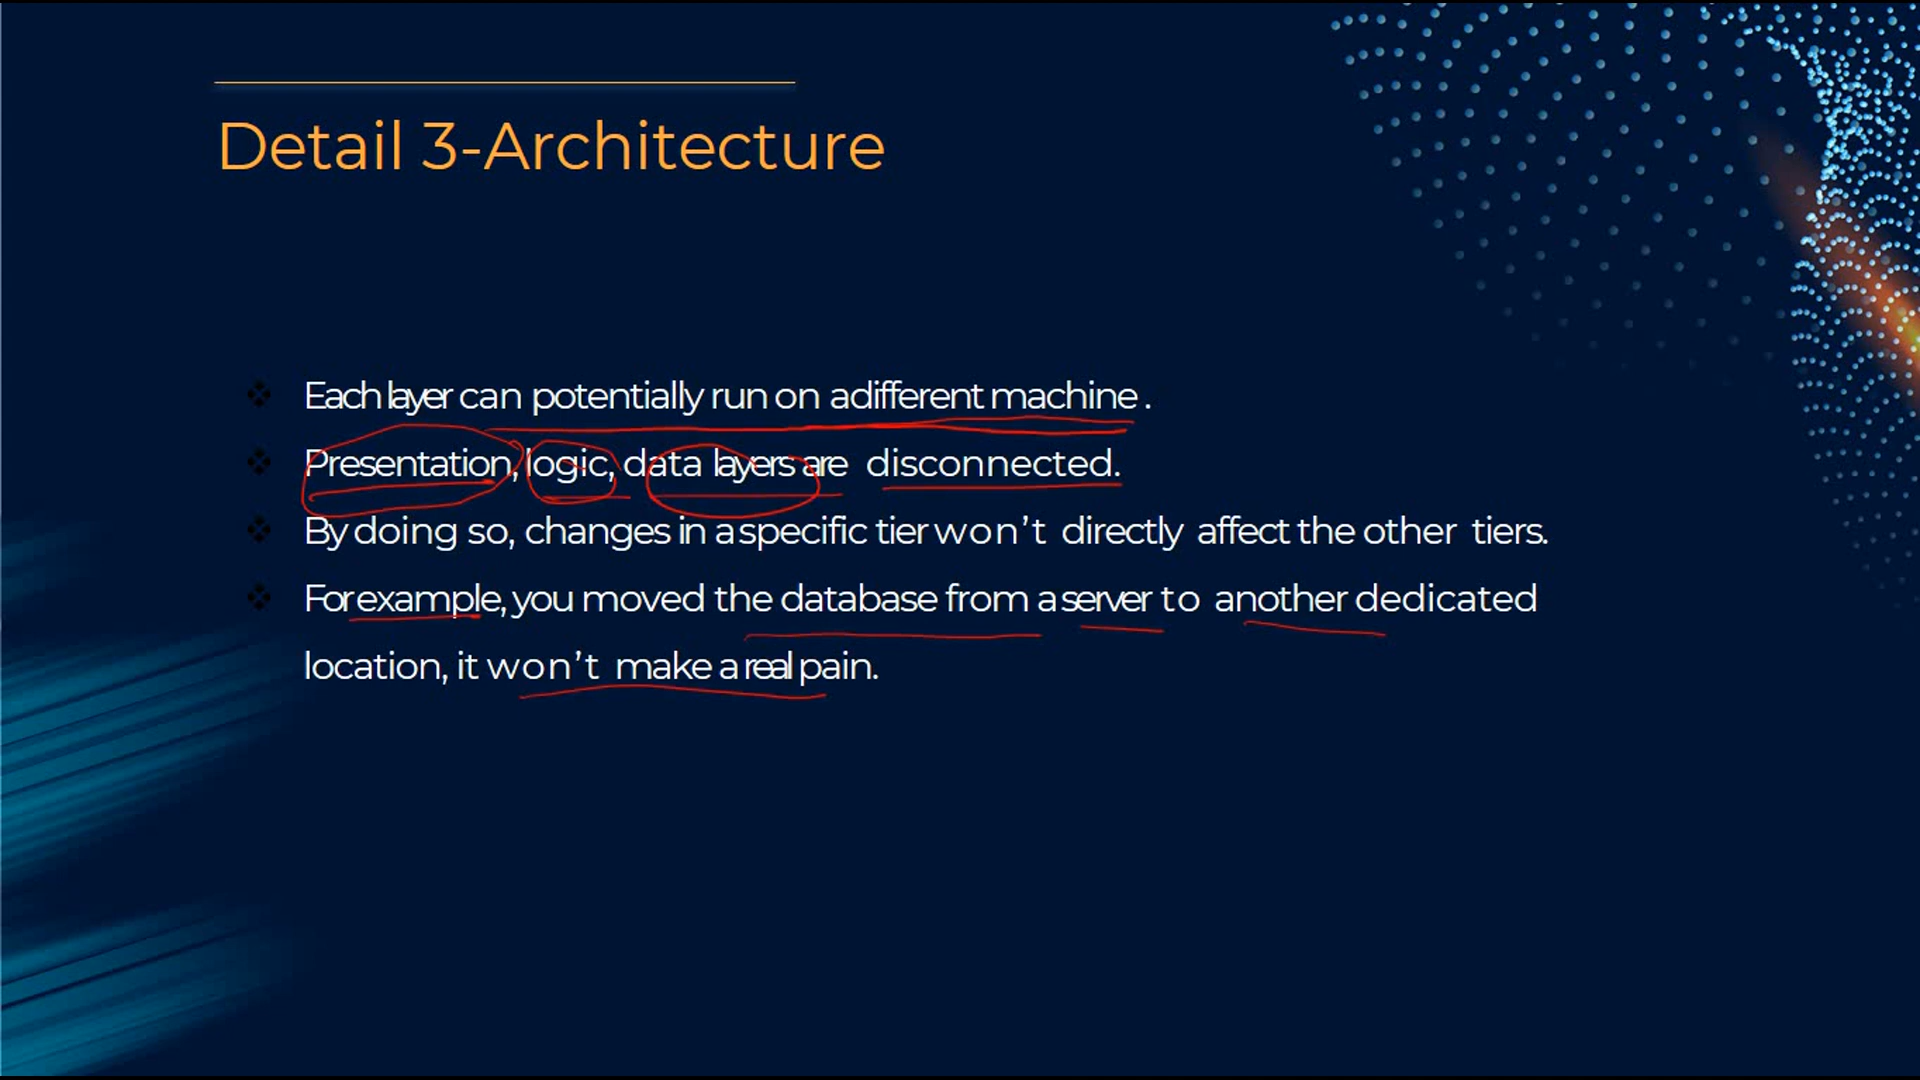 Detail 3-Architecture
Each layer can potentially run on a different machine .
Presentation, logic, data layers are disconnected.
By doing so, changes in a specific tier won’t directly affect the other tiers.
For example, you moved the database from a server to another dedicated
location, it won’t make a real pain.